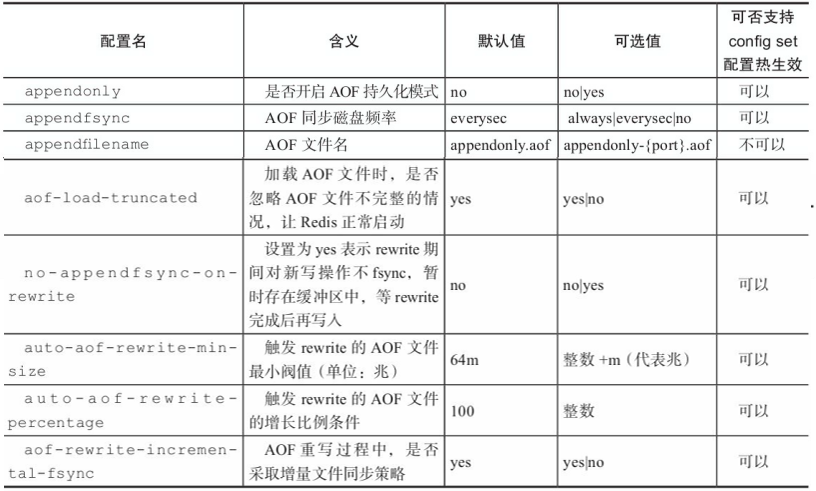 配置名 含义 默认值 可选值 可否支持
config set
配置热生效
appendonly 是否开启 AOF 持久化模式 no no|yes 可以
appendfsync AOF 同步磁盘频率 everysec always|everysec|no 可以
appendfilename AOF 文件名 appendonly.aof appendonly-{port}.aof 不可以
aof-load-truncated 加载 AOF 文件时，是否
忽略 AOF 文件不完整的情
况，让 Redis 正常启动 yes yes|no 可以
no-appendfsync-on-
rewrite 设置为 yes 表示 rewrite 期
间对新写操作不 fsync，暂
时存在缓冲区中，等 rewrite
完成后再写入 no no|yes 可以
auto-aof-rewrite-min-
size 触发 rewrite 的 AOF 文件
最小阀值（单位：兆） 64m 整数 +m（代表兆） 可以
auto-aof-rewrite-
percentage 触发 rewrite 的 AOF 文件
的增长比例条件 100 整数 可以
aof-rewrite-incremen-
tal-fsync AOF 重写过程中，是否
采取增量文件同步策略 yes yes|no 可以